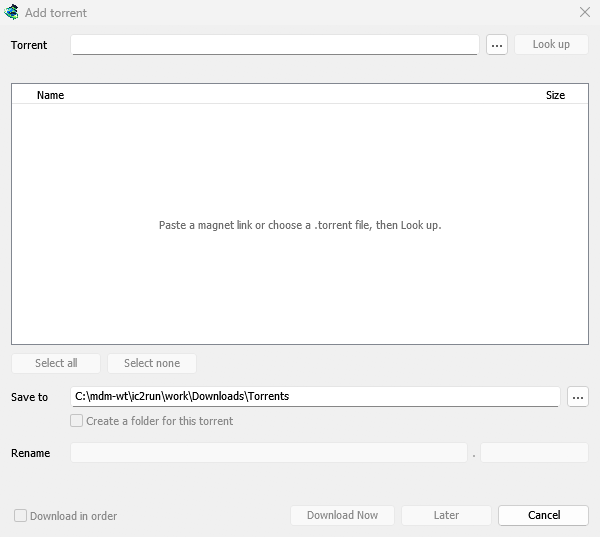 Add torrent
Torrent ... Look up
Name Size
Paste a magnet link or choose a .torrent file, then Look up.
Select all Select none
Save to C:\mdm-wt\ic2run\work\Downloads\Torrents ...
Create a folder for this torrent
Rename .
Download in order Download Now Later Cancel